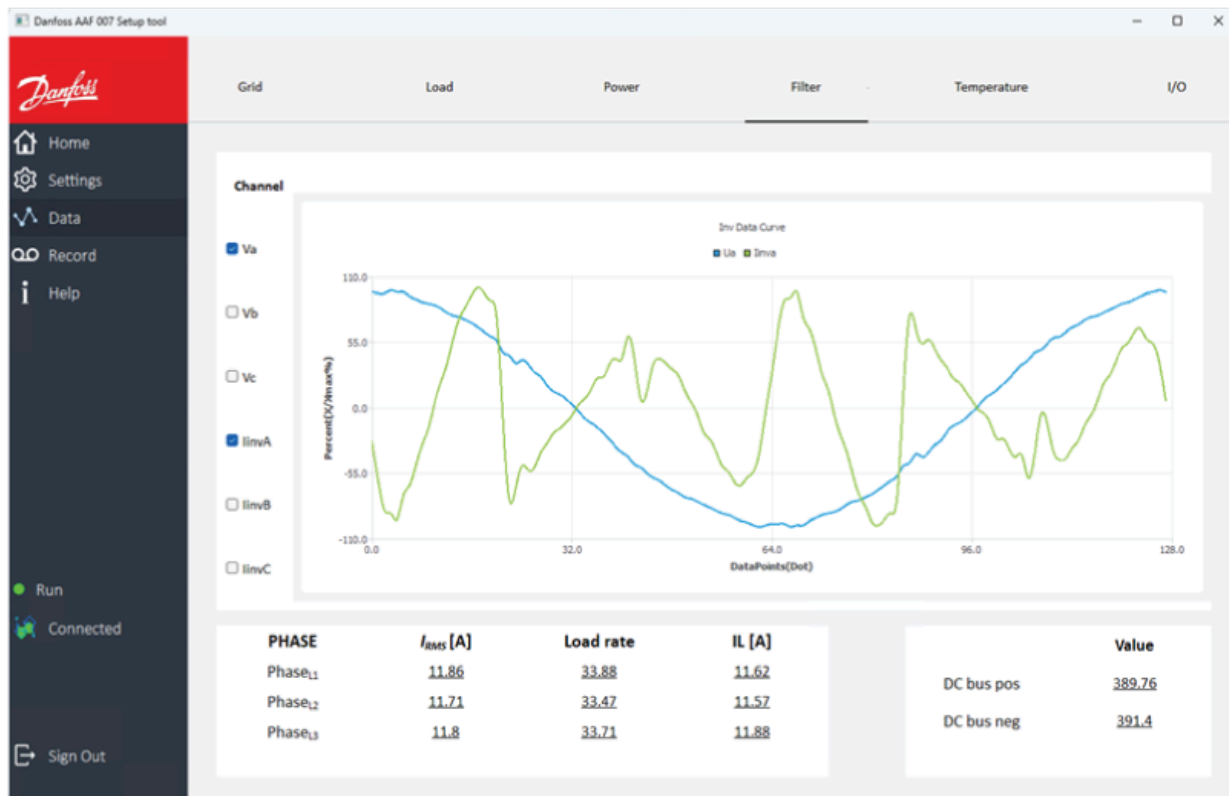 Danfoss AAF 007 Setup tool
Danfoss
Grid Load Power Filter Temperature I/O
Home
Settings
Data
Record
Help
Run
Connected
Sign Out
Channel
Va
Vb
Vc
IinvA
IinvB
IinvC
Inv Data Curve
Ua Iinva
Percent(X/Xmax%)
110.0
55.0
0.0
-55.0
-110.0
0.0 32.0 64.0 96.0 128.0
DataPoints(Dot)
PHASE IRMS [A] Load rate IL [A]
PhaseL1 11.86 33.88 11.62
PhaseL2 11.71 33.47 11.57
PhaseL3 11.8 33.71 11.88
Value
DC bus pos 389.76
DC bus neg 391.4